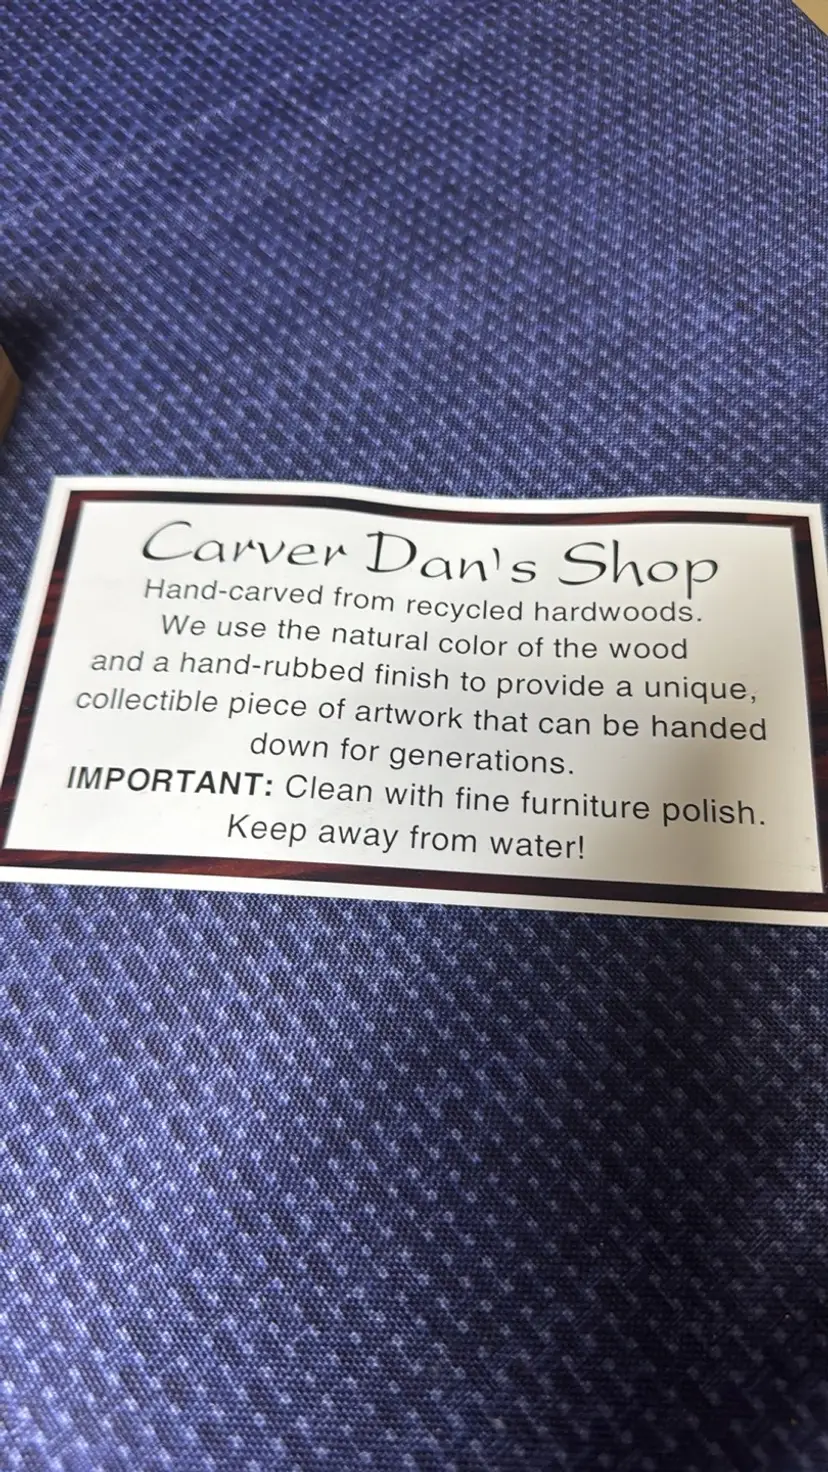 Carver Dan's Shop
Hand-carved from recycled hardwoods.
We use the natural color of the wood
and a hand-rubbed finish to provide a unique,
collectible piece of artwork that can be handed
down for generations.
IMPORTANT: Clean with fine furniture polish.
Keep away from water!